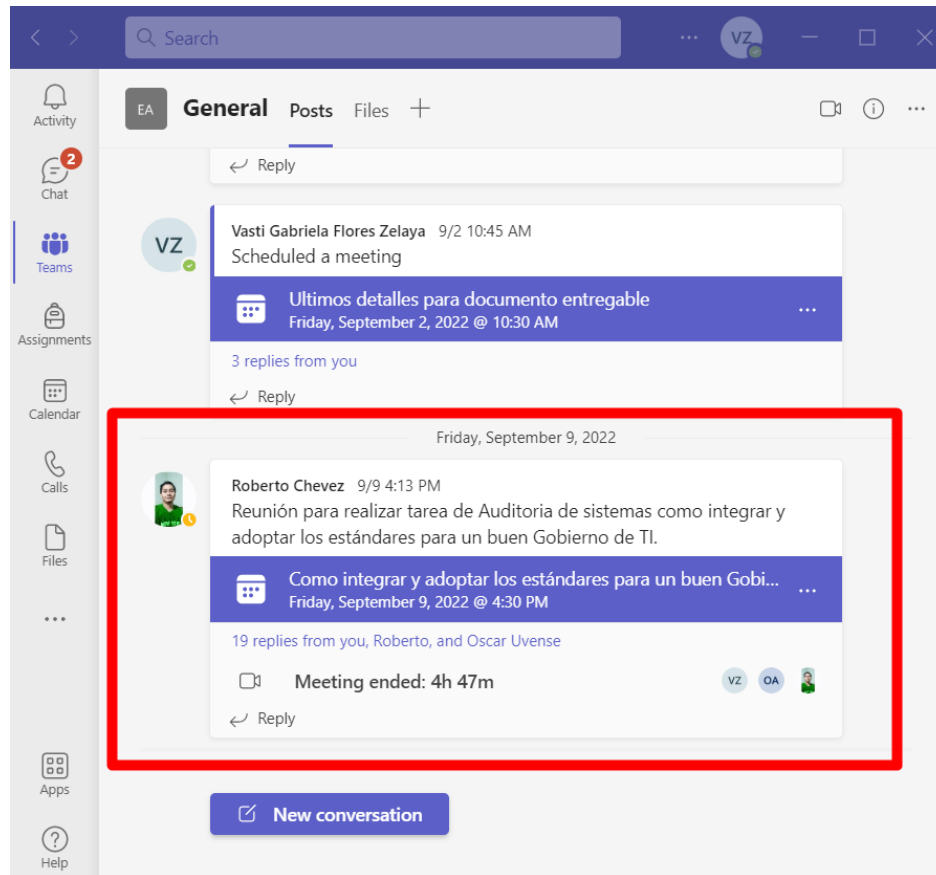 Search
... VZ
Activity
EA General Posts Files
...
2
Chat
Reply
Teams
VZ
Vasti Gabriela Flores Zelaya 9/2 10:45 AM
Scheduled a meeting
Ultimos detalles para documento entregable
Friday, September 2, 2022 @ 10:30 AM
...
Assignments
3 replies from you
Reply
Calendar
Friday, September 9, 2022
Calls
Roberto Chevez 9/9 4:13 PM
Reunión para realizar tarea de Auditoria de sistemas como integrar y
adoptar los estándares para un buen Gobierno de TI.
Files
Como integrar y adoptar los estándares para un buen Gobi...
Friday, September 9, 2022 @ 4:30 PM
...
...
19 replies from you, Roberto, and Oscar Uvense
Meeting ended: 4h 47m VZ OA
Reply
Apps
New conversation
?
Help